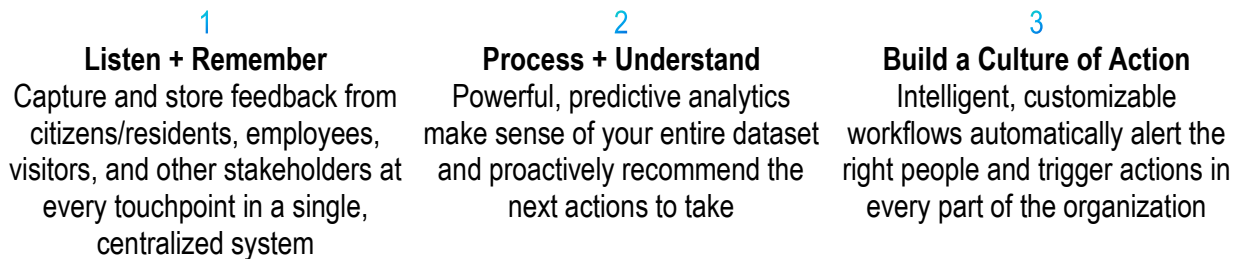 1
Listen + Remember
Capture and store feedback from
citizens/residents, employees,
visitors, and other stakeholders at
every touchpoint in a single,
centralized system
2
Process + Understand
Powerful, predictive analytics
make sense of your entire dataset
and proactively recommend the
next actions to take
3
Build a Culture of Action
Intelligent, customizable
workflows automatically alert the
right people and trigger actions in
every part of the organization